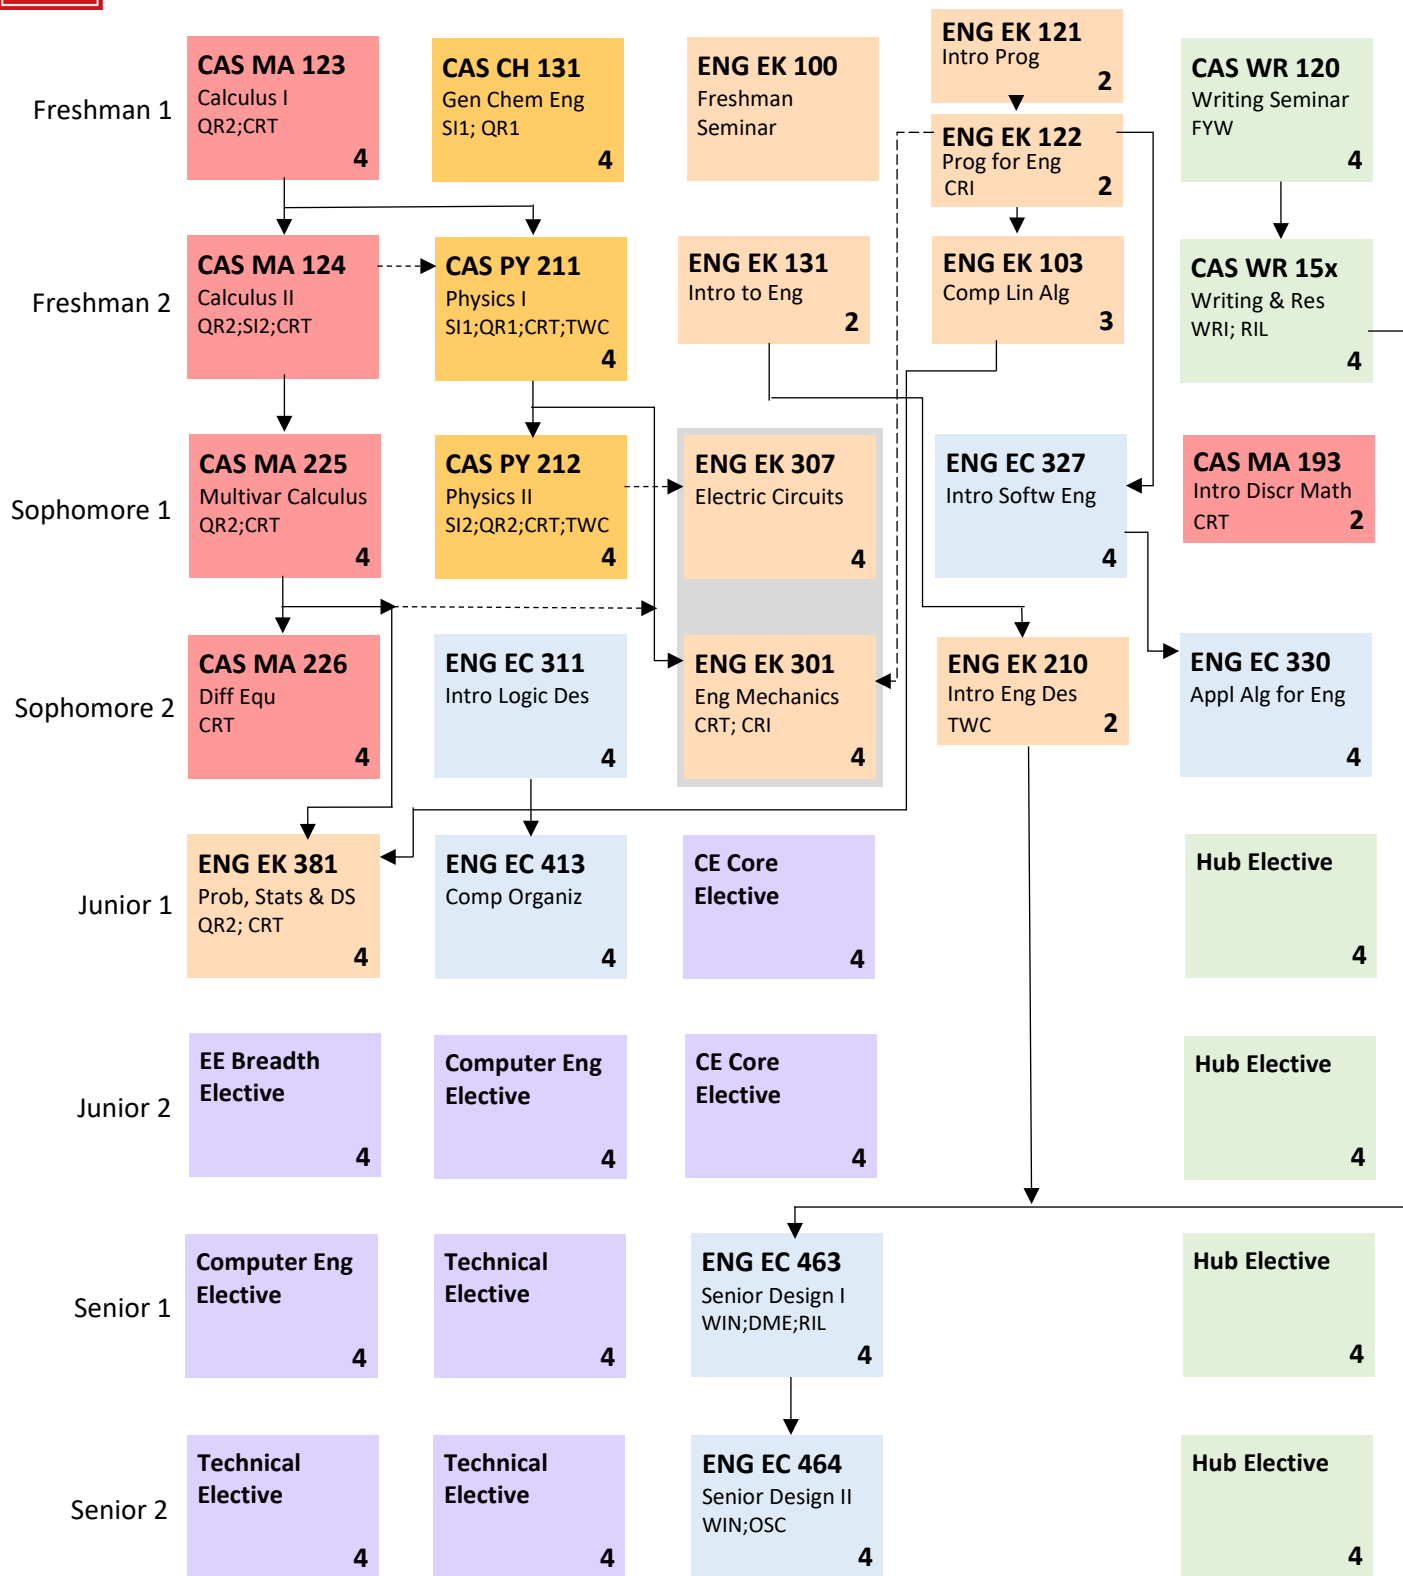 Freshman 1
CAS MA 123
Calculus I
QR2;CRT
4
CAS CH 131
Gen Chem Eng
SI1; QR1
4
ENG EK 100
Freshman
Seminar
ENG EK 121
Intro Prog
2
ENG EK 122
Prog for Eng
CRI
2
CAS WR 120
Writing Seminar
FYW
4
Freshman 2
CAS MA 124
Calculus II
QR2;SI2;CRT
CAS PY 211
Physics I
SI1;QR1;CRT;TWC
4
ENG EK 131
Intro to Eng
2
ENG EK 103
Comp Lin Alg
3
CAS WR 15x
Writing & Res
WRI; RIL
4
Sophomore 1
CAS MA 225
Multivar Calculus
QR2;CRT
4
CAS PY 212
Physics II
SI2;QR2;CRT;TWC
4
ENG EK 307
Electric Circuits
4
ENG EC 327
Intro Softw Eng
4
CAS MA 193
Intro Discr Math
CRT
2
Sophomore 2
CAS MA 226
Diff Equ
CRT
4
ENG EC 311
Intro Logic Des
4
ENG EK 301
Eng Mechanics
CRT; CRI
4
ENG EK 210
Intro Eng Des
TWC
2
ENG EC 330
Appl Alg for Eng
4
Junior 1
ENG EK 381
Prob, Stats & DS
QR2; CRT
4
ENG EC 413
Comp Organiz
4
CE Core
Elective
4
Hub Elective
4
Junior 2
EE Breadth
Elective
4
Computer Eng
Elective
4
CE Core
Elective
4
Hub Elective
4
Senior 1
Computer Eng
Elective
4
Technical
Elective
4
ENG EC 463
Senior Design I
WIN;DME;RIL
4
Hub Elective
4
Senior 2
Technical
Elective
4
Technical
Elective
4
ENG EC 464
Senior Design II
WIN;OSC
4
Hub Elective
4